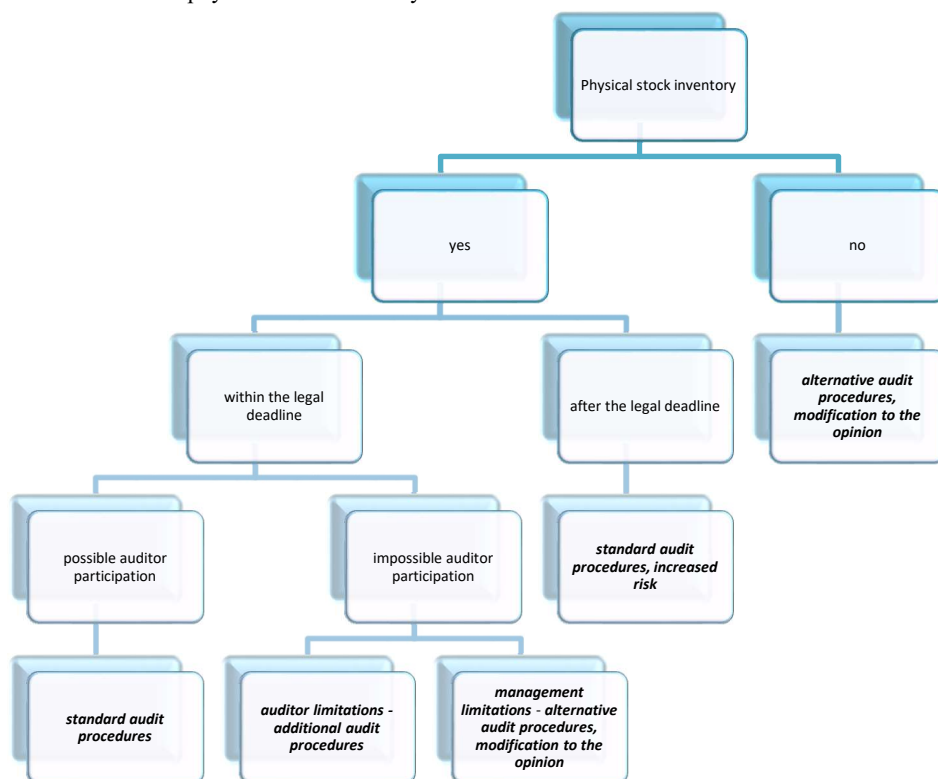 Physical stock inventory
yes
no
within the legal
deadline
after the legal deadline
alternative audit
procedures,
modification to the
opinion
possible auditor
participation
impossible auditor
participation
standard audit
procedures, increased
risk
standard audit
procedures
auditor limitations -
additional audit
procedures
management
limitations - alternative
audit procedures,
modification to the
opinion